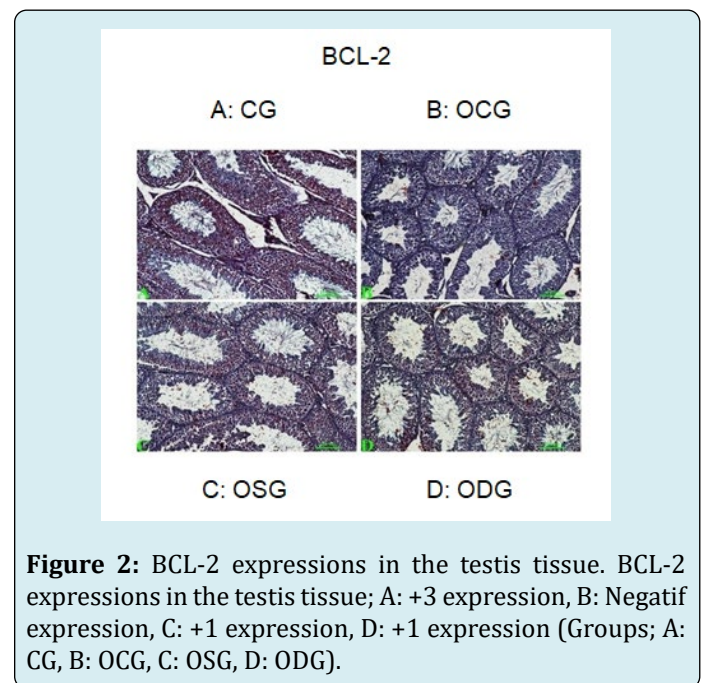 BCL-2
A: CG B: OCG
C: OSG D: ODG
Figure 2: BCL-2 expressions in the testis tissue. BCL-2
expressions in the testis tissue; A: +3 expression, B: Negatif
expression, C: +1 expression, D: +1 expression (Groups; A:
CG, B: OCG, C: OSG, D: ODG).